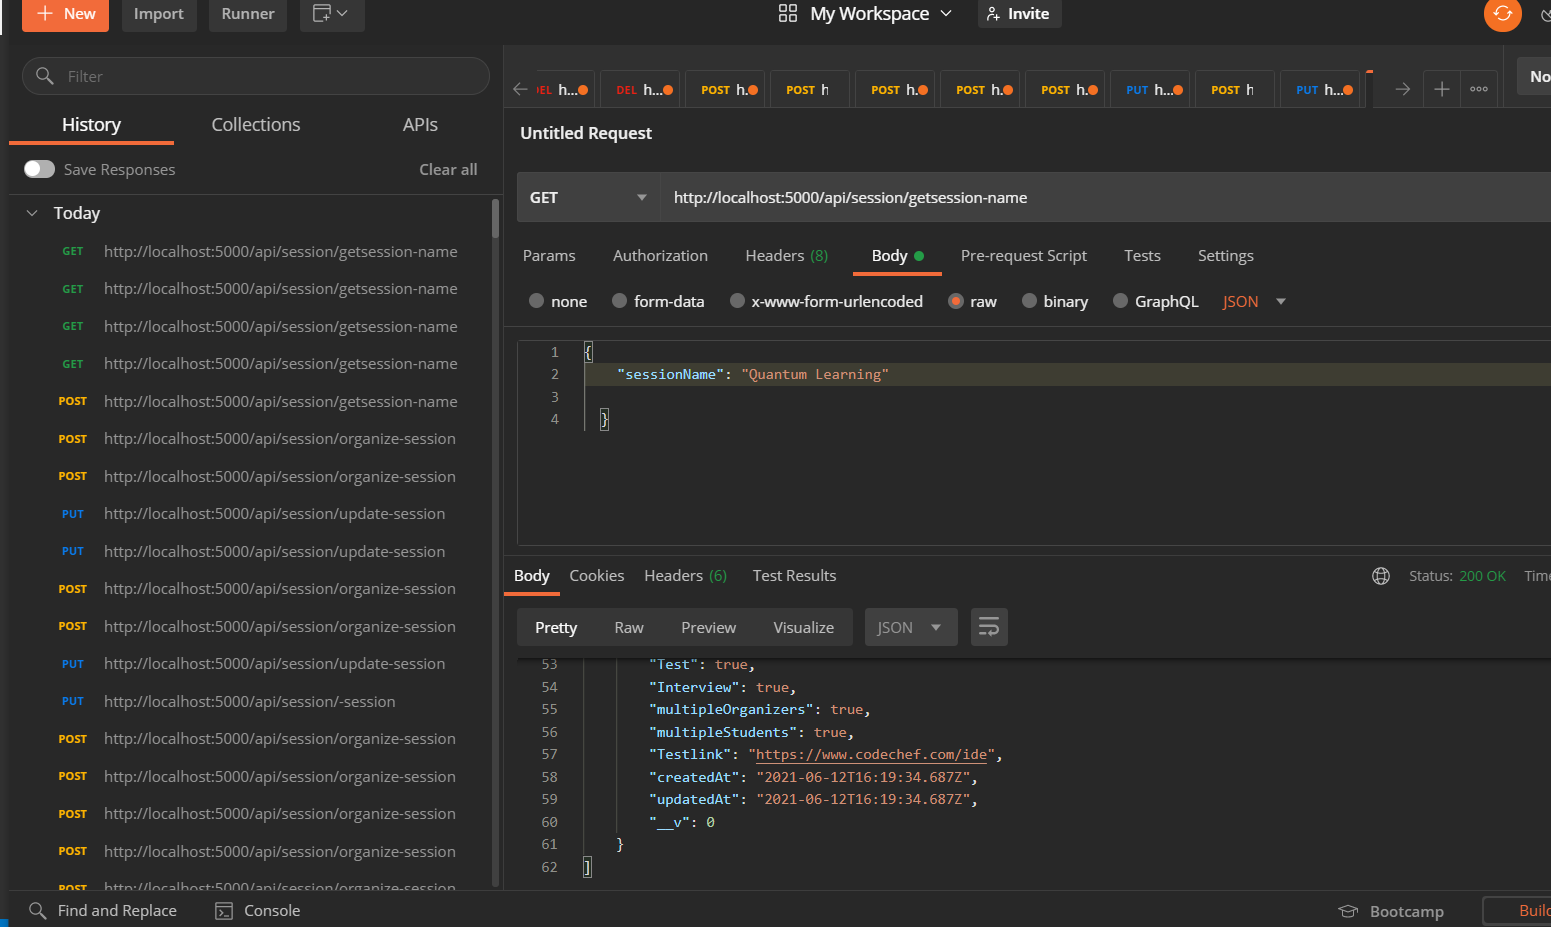 New
Import
Runner
My Workspace
Invite
Filter
History
Collections
APIs
Save Responses
Clear all
Today
GET http://localhost:5000/api/session/getsession-name
GET http://localhost:5000/api/session/getsession-name
GET http://localhost:5000/api/session/getsession-name
GET http://localhost:5000/api/session/getsession-name
POST http://localhost:5000/api/session/getsession-name
POST http://localhost:5000/api/session/organize-session
POST http://localhost:5000/api/session/organize-session
PUT http://localhost:5000/api/session/update-session
PUT http://localhost:5000/api/session/update-session
POST http://localhost:5000/api/session/organize-session
POST http://localhost:5000/api/session/organize-session
PUT http://localhost:5000/api/session/update-session
PUT http://localhost:5000/api/session/-session
POST http://localhost:5000/api/session/organize-session
POST http://localhost:5000/api/session/organize-session
POST http://localhost:5000/api/session/organize-session
POST http://localhost:5000/api/session/organize-session
POST http://localhost:5000/api/session/organize-session
EL h... DEL h... POST h. POST h POST h. POST h. POST h. PUT h... POST h PUT h...
No
Untitled Request
GET http://localhost:5000/api/session/getsession-name
Params Authorization Headers (8) Body Pre-request Script Tests Settings
none form-data x-www-form-urlencoded raw binary GraphQL JSON
1 {
2 "sessionName": "Quantum Learning"
3
4 }
Body Cookies Headers (6) Test Results
Status: 200 OK Time
Pretty Raw Preview Visualize JSON
53 "Test": true,
54 "Interview": true,
55 "multipleOrganizers": true,
56 "multipleStudents": true,
57 "Testlink": "https://www.codechef.com/ide",
58 "createdAt": "2021-06-12T16:19:34.687Z",
59 "updatedAt": "2021-06-12T16:19:34.687Z",
60 "__v": 0
61 }
62 ]
Find and Replace
Console
Bootcamp
Build